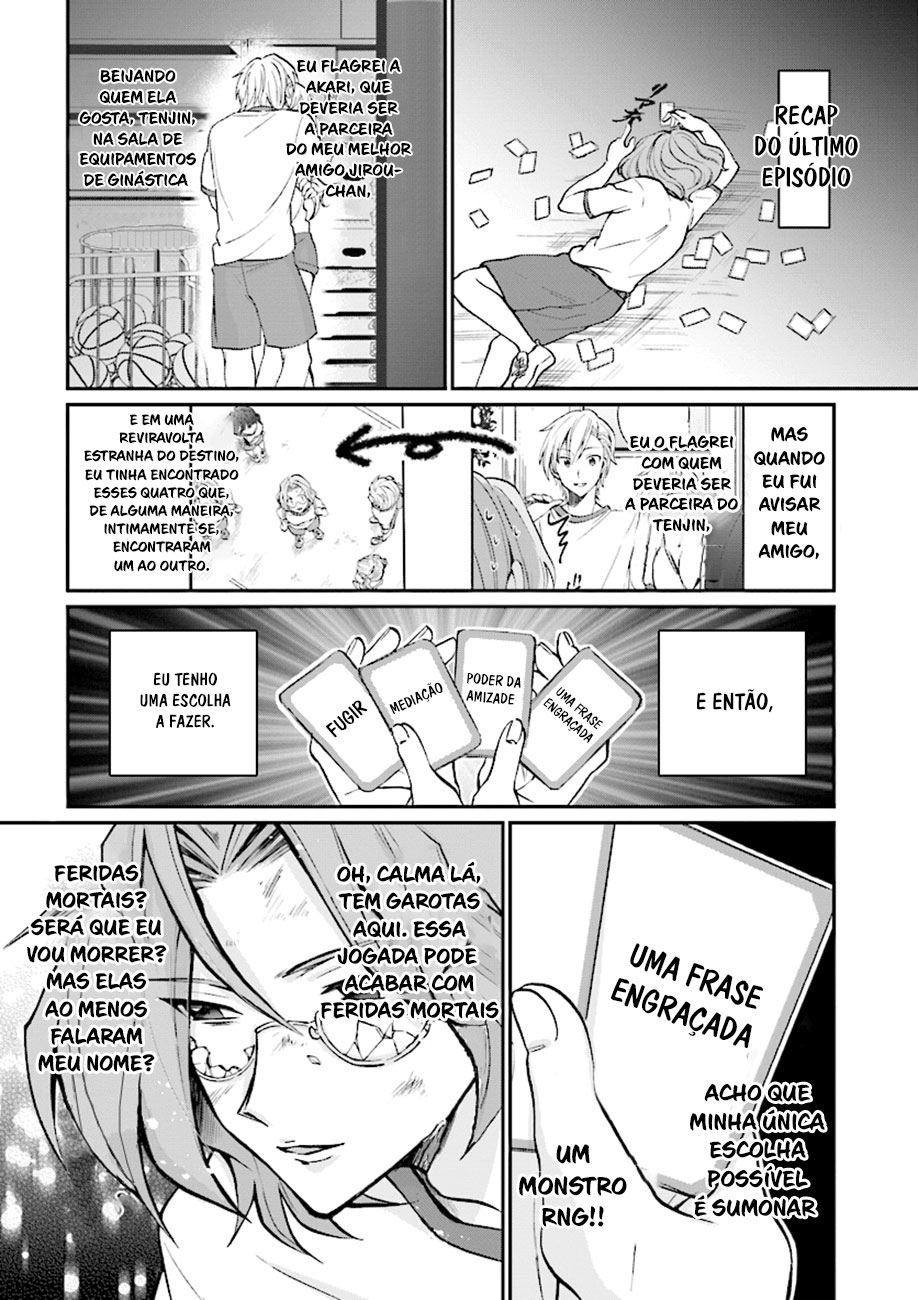 RECAP
DO ÚLTIMO
EPISÓDIO
EU FLAGREI A
AKARI, QUE
DEVERIA SER
A PARCEIRA
DO MEU MELHOR
AMIGO JIROU-
CHAN,
BEIJANDO
QUEM ELA
GOSTA, TENJIN,
NA SALA DE
EQUIPAMENTOS
DE GINÁSTICA
MAS
QUANDO
EU FUI
AVISAR
MEU
AMIGO,
EU O FLAGREI
COM QUEM
DEVERIA SER
A PARCEIRA DO
TENJIN,
E EM UMA
REVIRAVOLTA
ESTRANHA DO DESTINO,
EU TINHA ENCONTRADO
ESSES QUATRO QUE,
DE ALGUMA MANEIRA,
INTIMAMENTE SE,
ENCONTRARAM
UM AO OUTRO.
E ENTÃO,
UMA FRASE
ENGRAÇADA
PODER DA
AMIZADE
MEDIAÇÃO
FUGIR
EU TENHO
UMA ESCOLHA
A FAZER.
UMA FRASE
ENGRAÇADA
ACHO QUE
MINHA ÚNICA
ESCOLHA
POSSÍVEL
É SUMONAR
UM
MONSTRO
RNG!!
OH, CALMA LÁ,
TEM GAROTAS
AQUI. ESSA
JOGADA PODE
ACABAR COM
FERIDAS MORTAIS
FERIDAS
MORTAIS?
SERÁ QUE EU
VOU MORRER?
MAS ELAS
AO MENOS
FALARAM
MEU NOME?